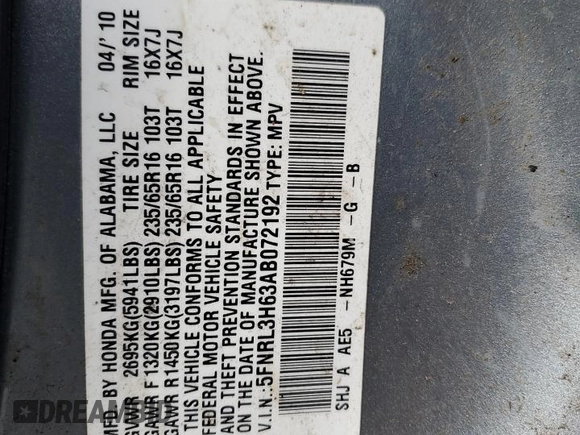 MFD. BY HONDA MFG. OF ALABAMA, LLC 04/'10
GVWR 2695KG(5941LBS) TIRE SIZE RIM SIZE
GAWR F 1320KG(2910LBS) 235/65R16 103T 16X7J
GAWR R 1450KG(3197LBS) 235/65R16 103T 16X7J
THIS VEHICLE CONFORMS TO ALL APPLICABLE
FEDERAL MOTOR VEHICLE SAFETY
AND THEFT PREVENTION STANDARDS IN EFFECT
ON THE DATE OF MANUFACTURE SHOWN ABOVE.
V.I.N.:5FNRL3H63AB072192 TYPE: MPV
SHJ A AE5 -NH679M -G -B
DREAMBID